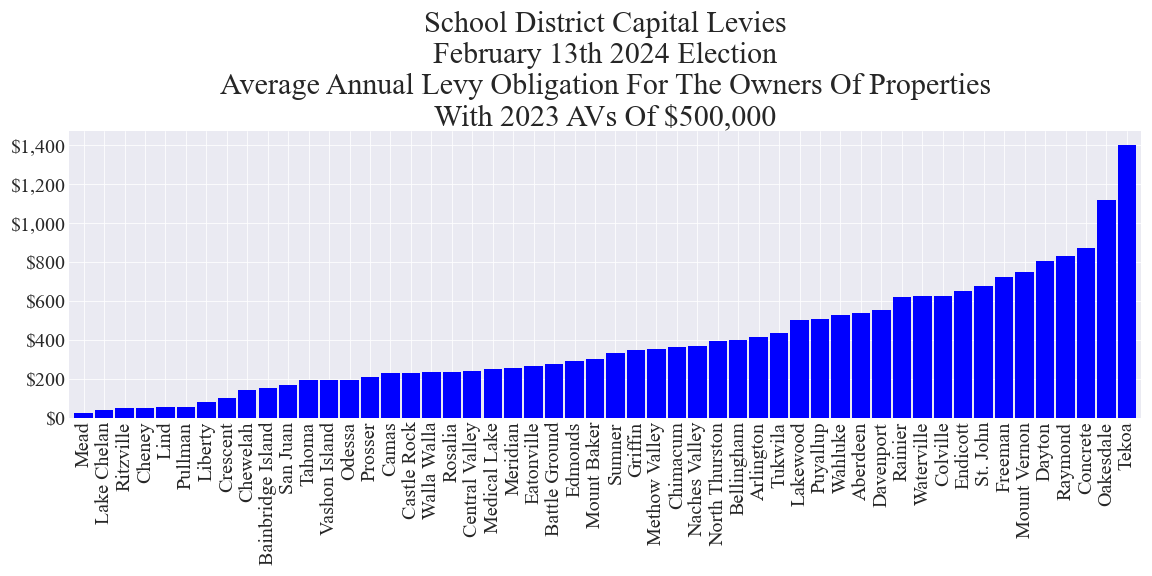 School District Capital Levies
February 13th 2024 Election
Average Annual Levy Obligation For The Owners Of Properties
With 2023 AVs Of $500,000
$1,400
$1,200
$1,000
$800
$600
$400
$200
$0
Mead
Lake Chelan
Ritzville
Cheney
Lind
Pullman
Liberty
Crescent
Chewelah
Bainbridge Island
San Juan
Tahoma
Vashon Island
Odessa
Prosser
Camas
Castle Rock
Walla Walla
Rosalia
Central Valley
Medical Lake
Meridian
Eatonville
Battle Ground
Edmonds
Mount Baker
Sumner
Griffin
Methow Valley
Chimacum
Naches Valley
North Thurston
Bellingham
Arlington
Tukwila
Lakewood
Puyallup
Wahluke
Aberdeen
Davenport
Rainier
Waterville
Colville
Endicott
St. John
Freeman
Mount Vernon
Dayton
Raymond
Concrete
Oakesdale
Tekoa